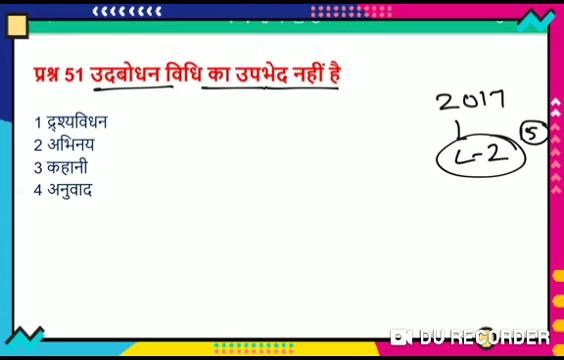 प्रश्न 51 उदबोधन विधि का उपभेद नहीं है
1 दृश्यविधन
2 अभिनय
3 कहानी
4 अनुवाद
2017
L-2
5
DU RECORDER